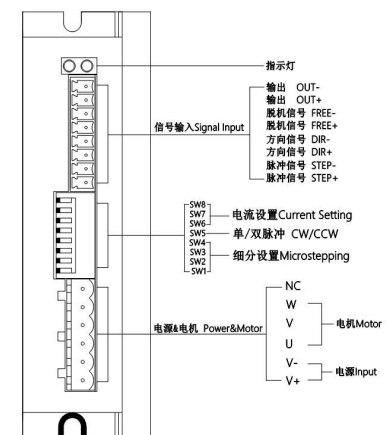 指示灯
输出 OUT-
输出 OUT+
脱机信号 FREE-
脱机信号 FREE+
方向信号 DIR-
方向信号 DIR+
脉冲信号 STEP-
脉冲信号 STEP+
信号输入Signal Input
SW8
SW7
SW6
SW5
SW4
SW3
SW2
SW1
电流设置Current Setting
单/双脉冲 CW/CCW
细分设置Microstepping
电源&电机 Power&Motor
NC
W
V
U
V-
V+
电机Motor
电源Input